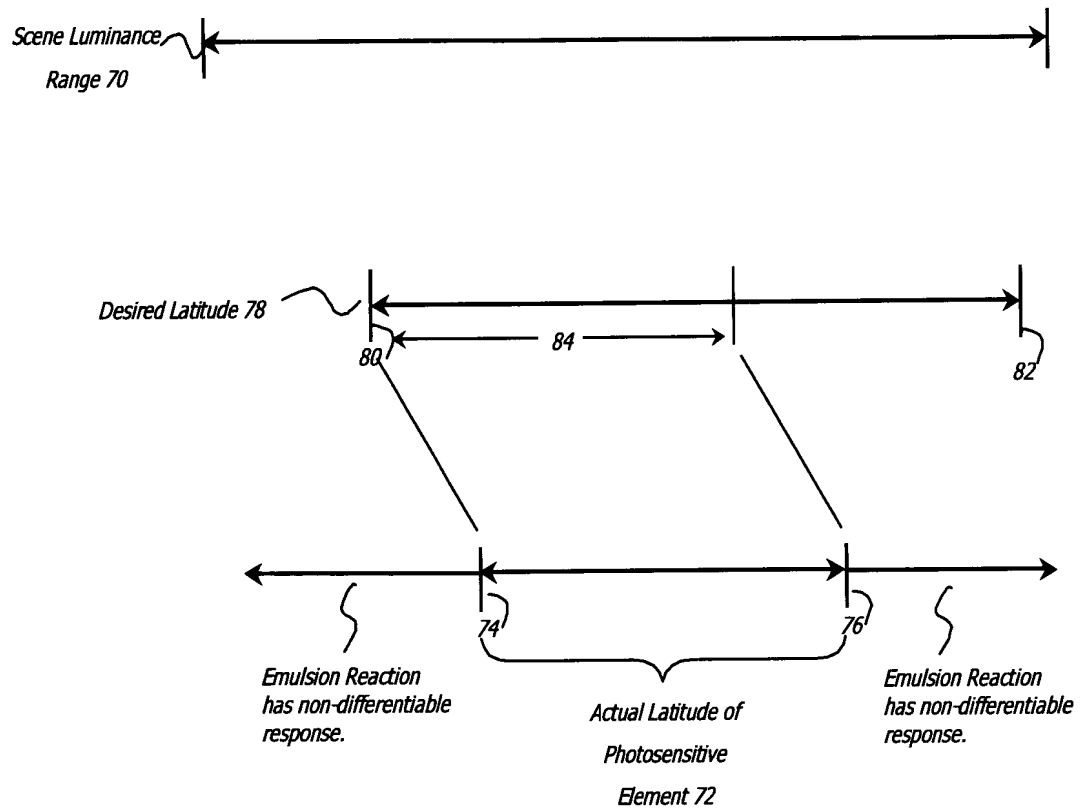 Scene Luminance
Range 70
Desired Latitude 78
80
84
82
74
76
Emulsion Reaction
has non-differentiable
response.
Actual Latitude of
Photosensitive
Element 72
Emulsion Reaction
has non-differentiable
response.